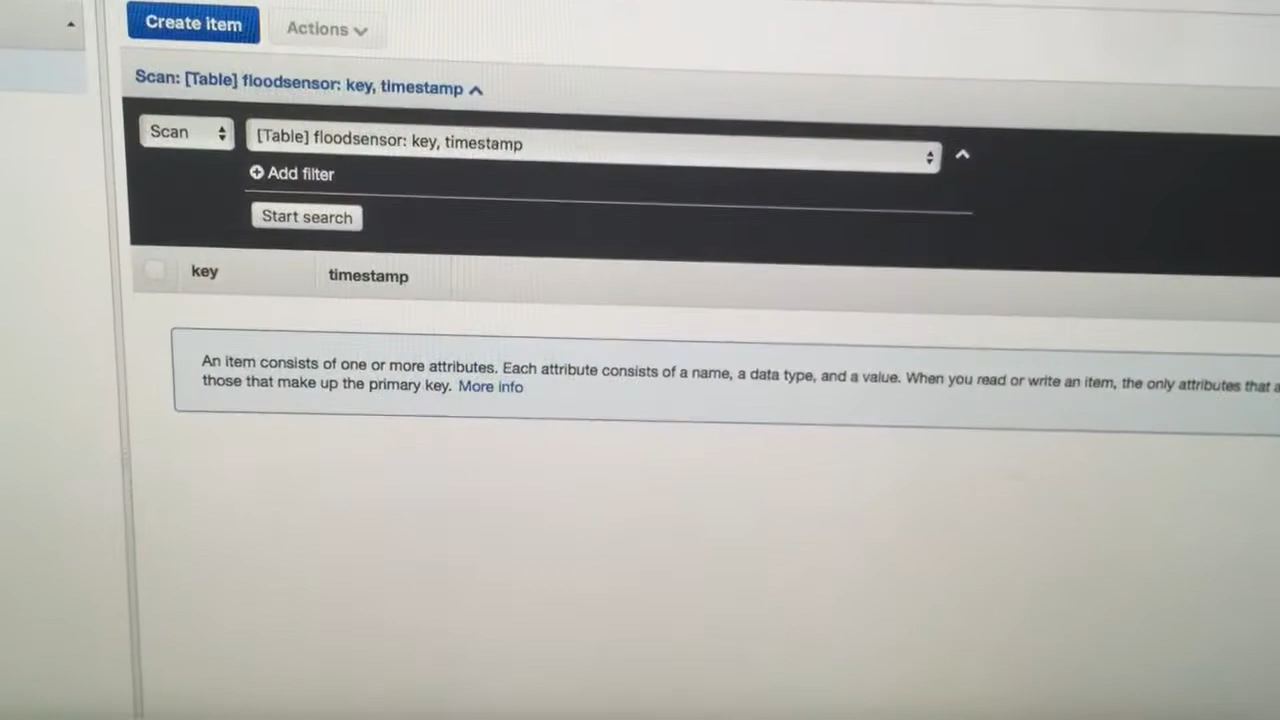 Create item
Actions
Scan: [Table] floodsensor: key, timestamp
Scan
[Table] floodsensor: key, timestamp
Add filter
Start search
key
timestamp
An item consists of one or more attributes. Each attribute consists of a name, a data type, and a value. When you read or write an item, the only attributes that
those that make up the primary key. More info